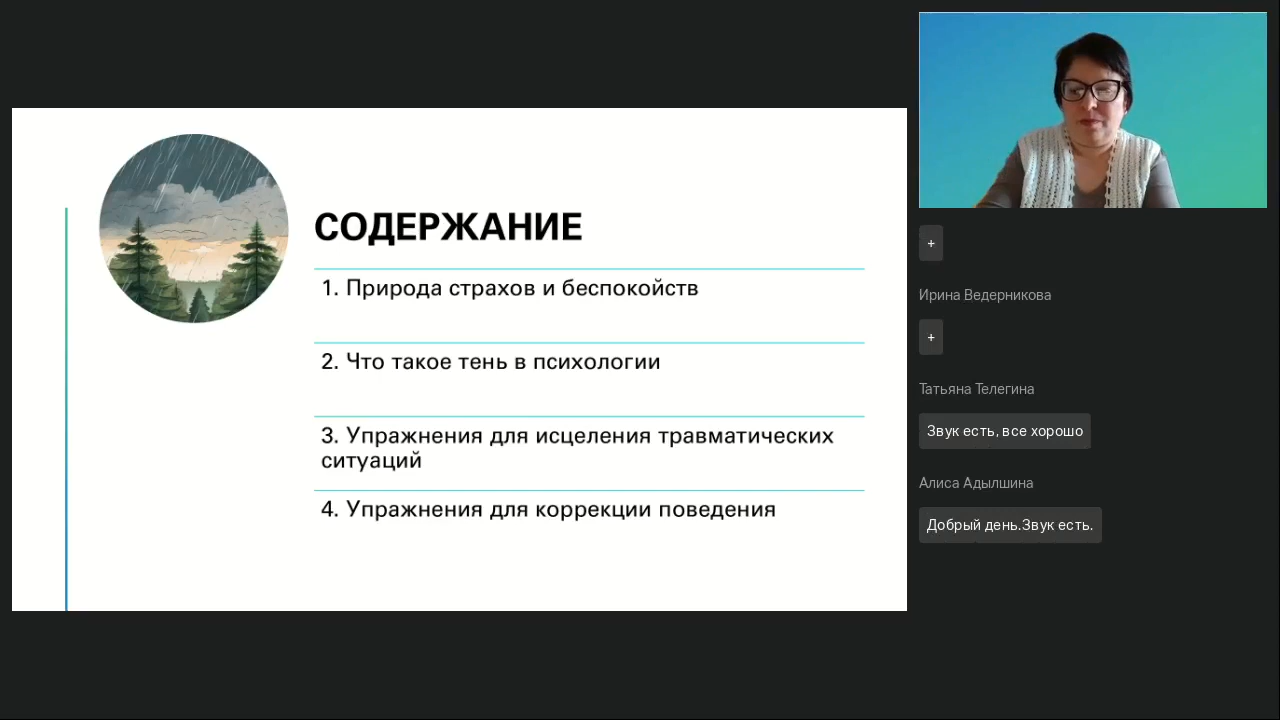 СОДЕРЖАНИЕ
1. Природа страхов и беспокойств
2. Что такое тень в психологии
3. Упражнения для исцеления травматических
ситуаций
4. Упражнения для коррекции поведения
+
Ирина Ведерникова
+
Татьяна Телегина
Звук есть, все хорошо
Алиса Адылшина
Добрый день.Звук есть.